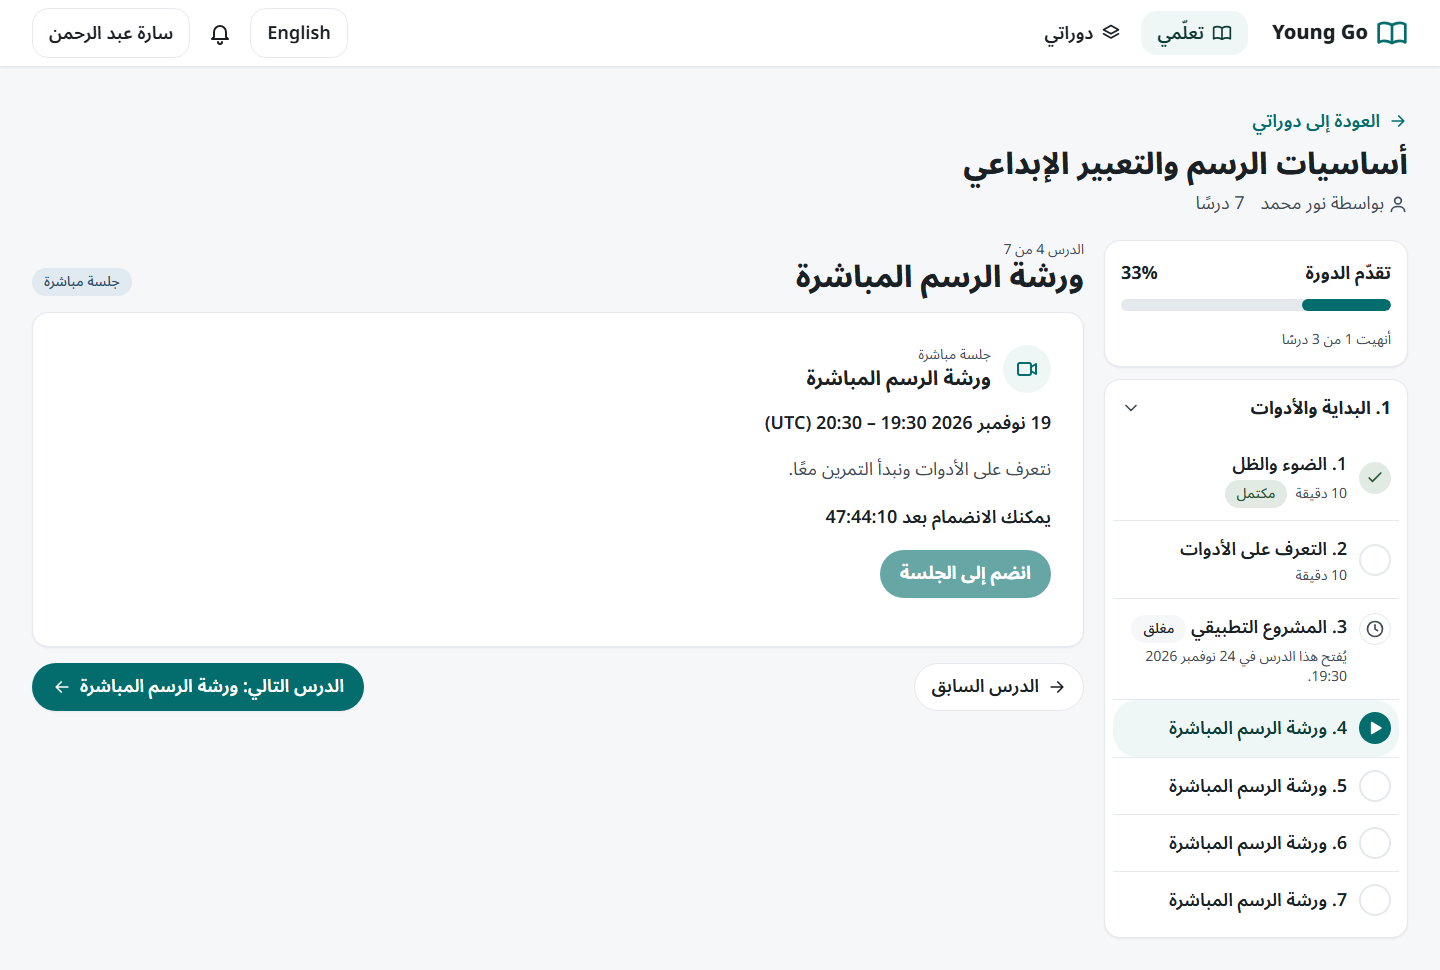 Young Go
تعلّمي
دوراتي
English
سارة عبد الرحمن
العودة إلى دوراتي
أساسيات الرسم والتعبير الإبداعي
بواسطة نور محمد
7 درسًا
تقدّم الدورة
33%
أنهيت 1 من 3 درسًا
1. البداية والأدوات
1. الضوء والظل
10 دقيقة
مكتمل
2. التعرف على الأدوات
10 دقيقة
3. المشروع التطبيقي
مغلق
يُفتح هذا الدرس في 24 نوفمبر 2026
19:30.
4. ورشة الرسم المباشرة
5. ورشة الرسم المباشرة
6. ورشة الرسم المباشرة
7. ورشة الرسم المباشرة
الدرس 4 من 7
ورشة الرسم المباشرة
جلسة مباشرة
جلسة مباشرة
ورشة الرسم المباشرة
19 نوفمبر 2026 19:30 – 20:30 (UTC)
نتعرف على الأدوات ونبدأ التمرين معًا.
يمكنك الانضمام بعد 47:44:10
انضم إلى الجلسة
الدرس السابق
الدرس التالي: ورشة الرسم المباشرة